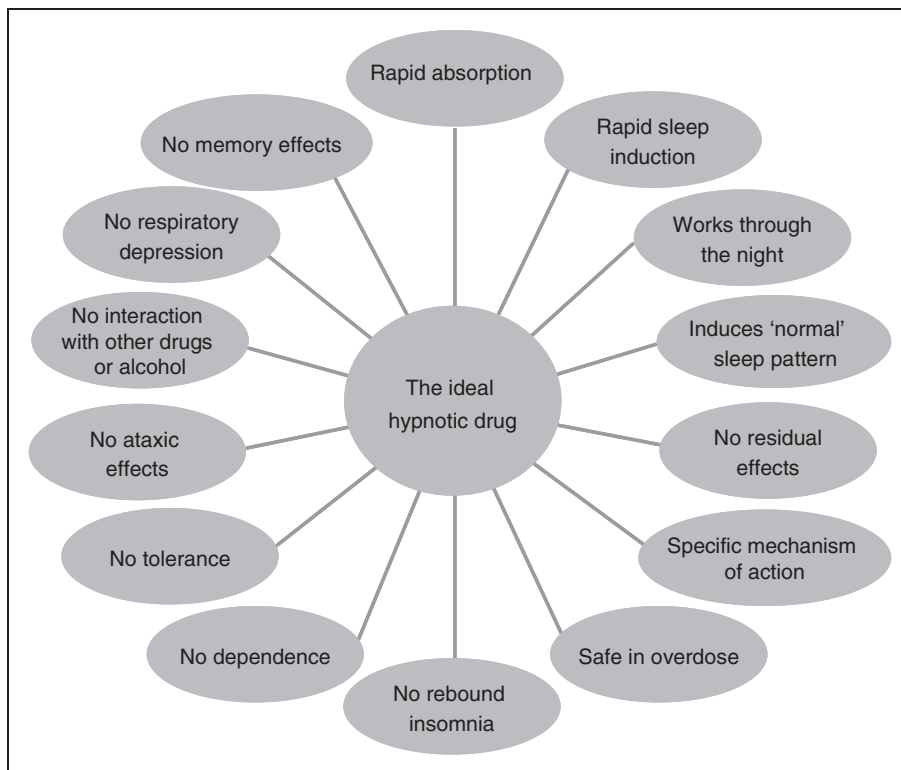 Rapid absorption
Rapid sleep
induction
Works through
the night
Induces ‘normal’
sleep pattern
No residual
effects
Specific mechanism
of action
Safe in overdose
No rebound
insomnia
No dependence
No tolerance
No ataxic
effects
No interaction
with other drugs
or alcohol
No respiratory
depression
No memory effects
The ideal
hypnotic drug